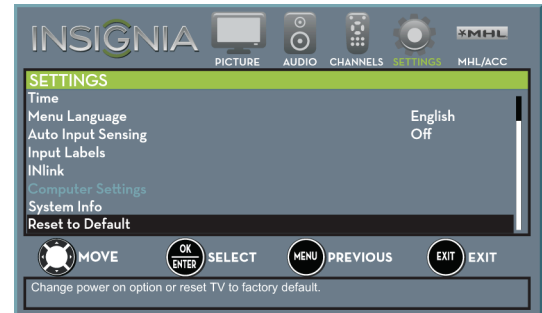 INSIGNIA
MHL
PICTURE AUDIO CHANNELS SETTINGS MHL/ACC
SETTINGS
Time
Menu Language English
Auto Input Sensing Off
Input Labels
INlink
Computer Settings
System Info
Reset to Default
MOVE OK ENTER SELECT MENU PREVIOUS EXIT EXIT
Change power on option or reset TV to factory default.